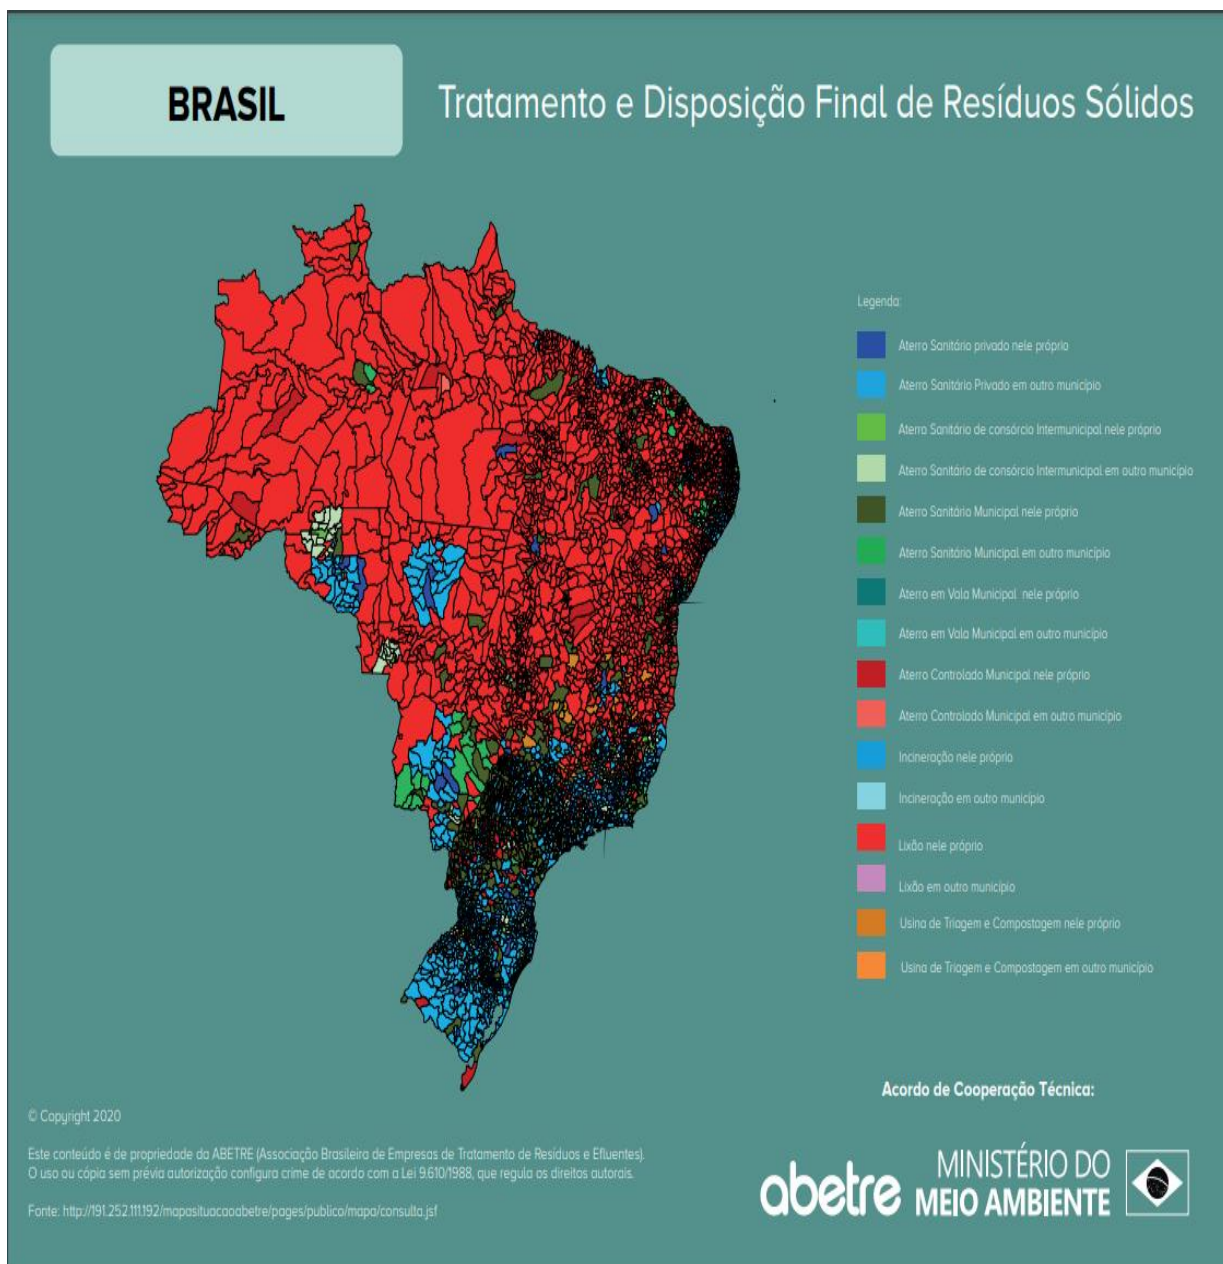 BRASIL
Tratamento e Disposição Final de Resíduos Sólidos
Legenda:
Aterro Sanitário privado nele próprio
Aterro Sanitário Privado em outro município
Aterro Sanitário de consórcio Intermunicipal nele próprio
Aterro Sanitário de consórcio Intermunicipal em outro município
Aterro Sanitário Municipal nele próprio
Aterro Sanitário Municipal em outro município
Aterro em Vala Municipal nele próprio
Aterro em Vala Municipal em outro município
Aterro Controlado Municipal nele próprio
Aterro Controlado Municipal em outro município
Incineração nele próprio
Incineração em outro município
Lixão nele próprio
Lixão em outro município
Usina de Triagem e Compostagem nele próprio
Usina de Triagem e Compostagem em outro município
Acordo de Cooperação Técnica:
© Copyright 2020
Este conteúdo é de propriedade da ABETRE (Associação Brasileira de Empresas de Tratamento de Resíduos e Efluentes).
O uso ou cópia sem prévia autorização configura crime de acordo com a Lei 9.610/1988, que regula os direitos autorais.
Fonte: http://191.252.111.192/mapasituacaoabetre/pages/publico/mapa/consulta.jsf
abetre
MINISTÉRIO DO
MEIO AMBIENTE